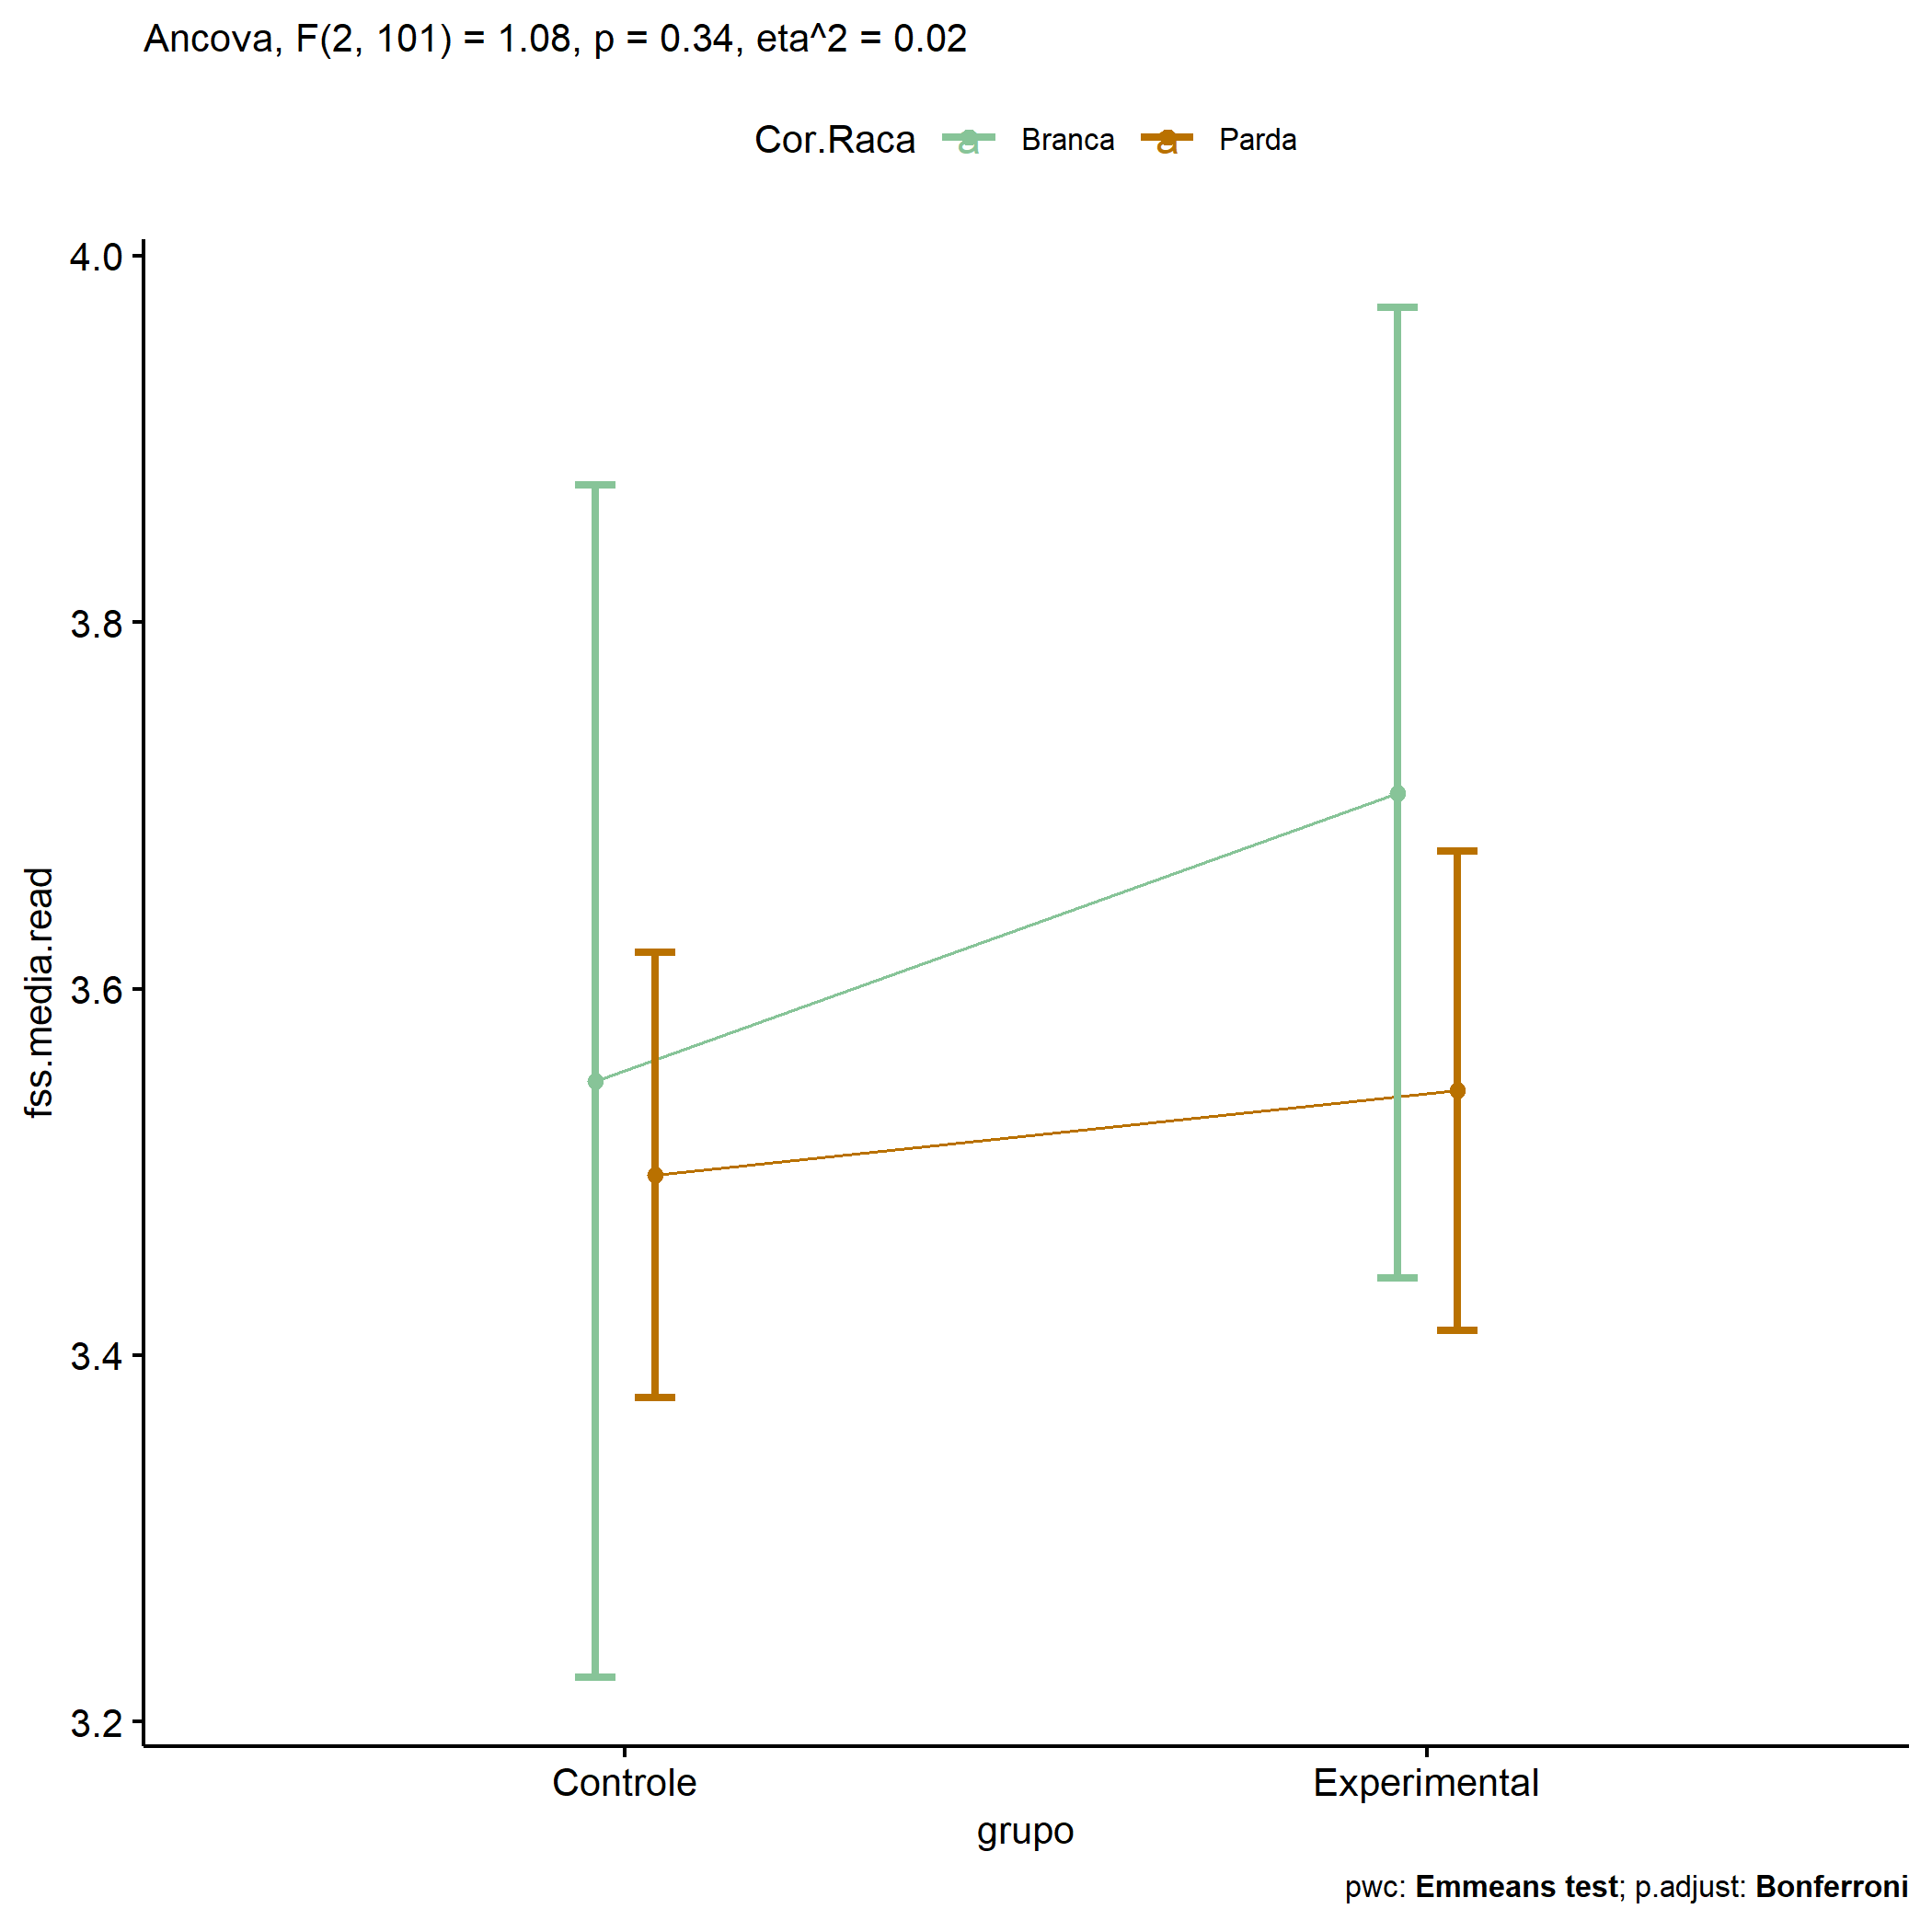 Ancova, F(2, 101) = 1.08, p = 0.34, eta^2 = 0.02
Cor.Raca a Branca a Parda
4.0
3.8
3.6
3.4
3.2
fss.media.read
Controle Experimental
grupo
pwc: Emmeans test; p.adjust: Bonferroni